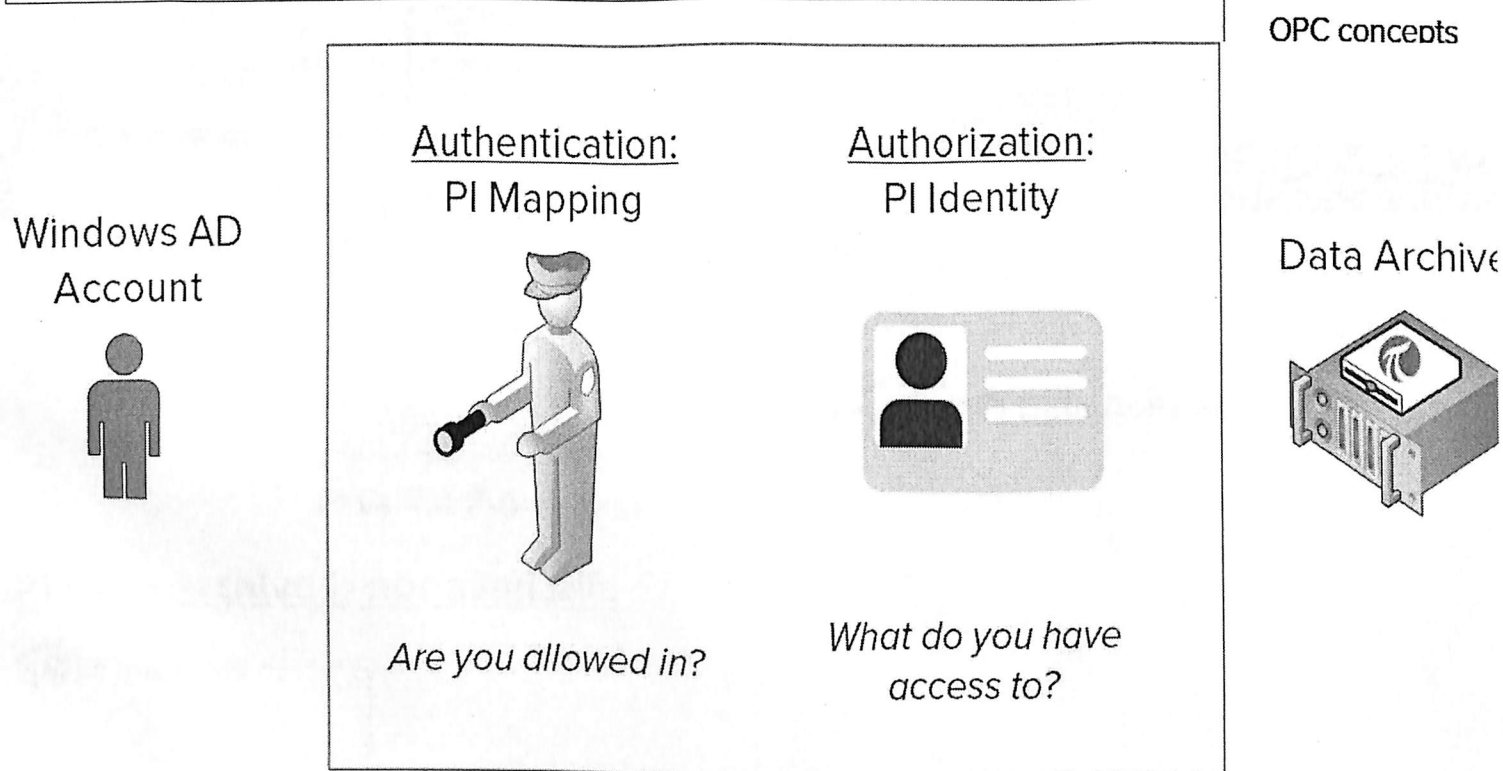 OPC concepts
Authentication:
PI Mapping
Authorization:
PI Identity
Windows AD
Account
Data Archive
Are you allowed in?
What do you have
access to?